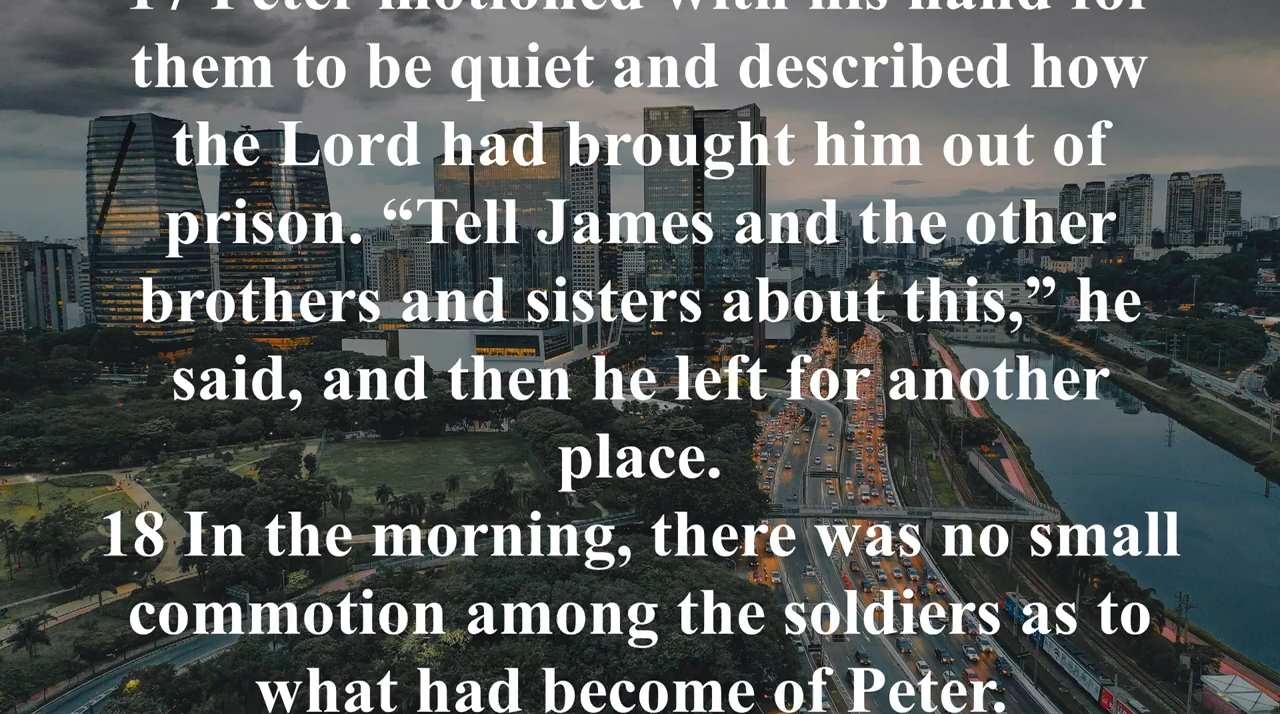 17 Peter motioned with his hand for
them to be quiet and described how
the Lord had brought him out of
prison. “Tell James and the other
brothers and sisters about this,” he
said, and then he left for another
place.
18 In the morning, there was no small
commotion among the soldiers as to
what had become of Peter.